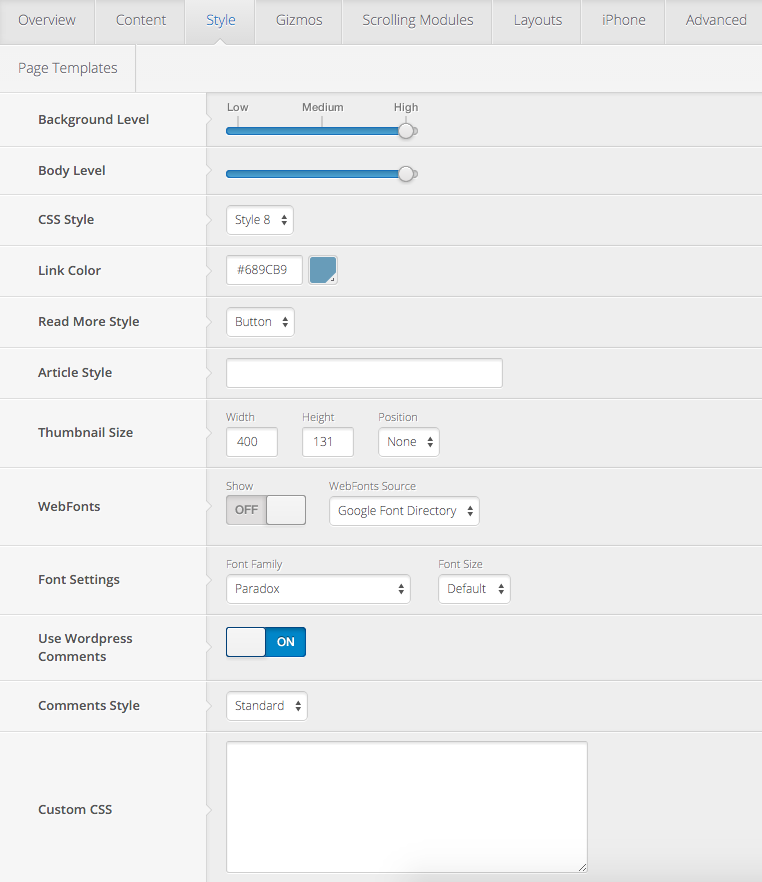 Overview Content Style Gizmos Scrolling Modules Layouts iPhone Advanced
Page Templates
Low Medium High
Background Level
Body Level
CSS Style Style 8
Link Color #689CB9
Read More Style Button
Article Style
Width Height Position
Thumbnail Size 400 131 None
Show WebFonts Source
WebFonts OFF Google Font Directory
Font Family Font Size
Font Settings Paradox Default
Use Wordpress
Comments
ON
Comments Style Standard
Custom CSS